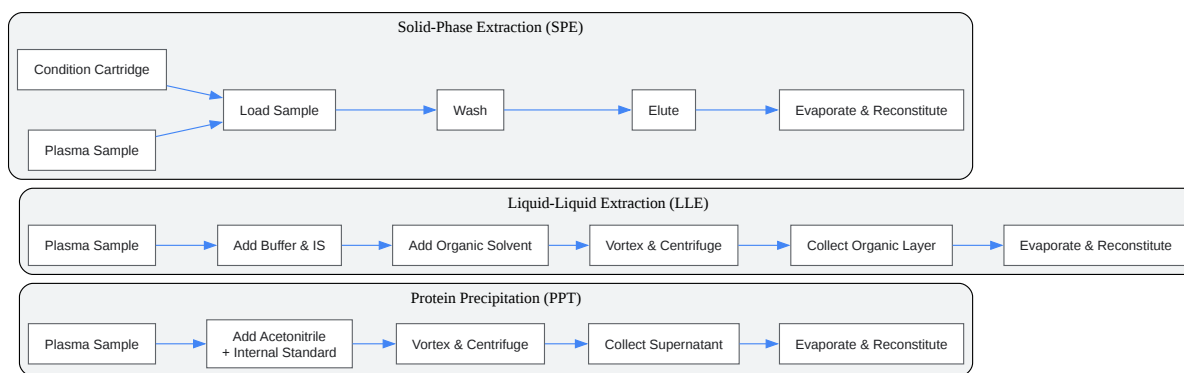 Solid-Phase Extraction (SPE)
Condition Cartridge
Plasma Sample
Load Sample
Wash
Elute
Evaporate & Reconstitute
Liquid-Liquid Extraction (LLE)
Plasma Sample
Add Buffer & IS
Add Organic Solvent
Vortex & Centrifuge
Collect Organic Layer
Evaporate & Reconstitute
Protein Precipitation (PPT)
Plasma Sample
Add Acetonitrile
+ Internal Standard
Vortex & Centrifuge
Collect Supernatant
Evaporate & Reconstitute